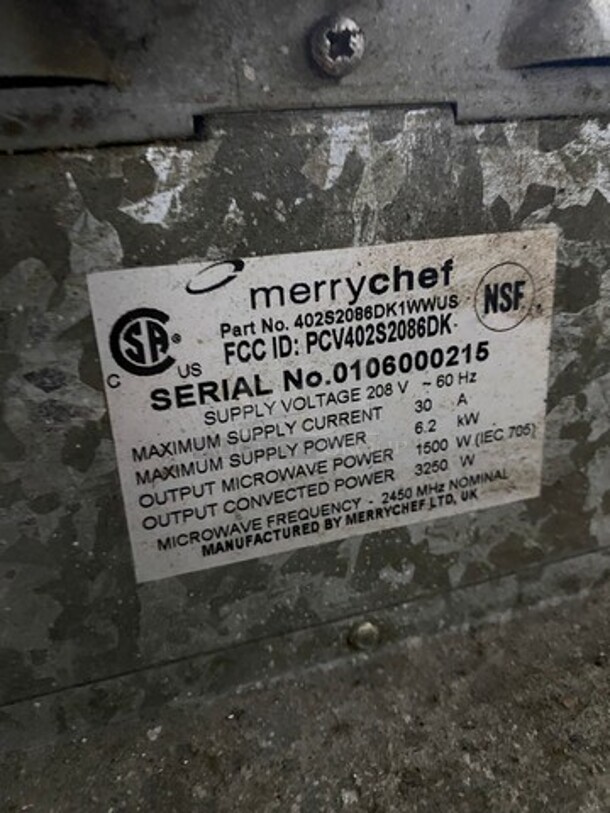 merrychef
Part No. 402S2086DK1WWUS
FCC ID: PCV402S2086DK
NSF
CSA® C US
SERIAL No.0106000215
SUPPLY VOLTAGE 208 V ~ 60 Hz
MAXIMUM SUPPLY CURRENT 30 A
MAXIMUM SUPPLY POWER 6.2 kW
OUTPUT MICROWAVE POWER 1500 W (IEC 705)
OUTPUT CONVECTED POWER 3250 W
MICROWAVE FREQUENCY - 2450 MHz NOMINAL
MANUFACTURED BY MERRYCHEF LTD, UK